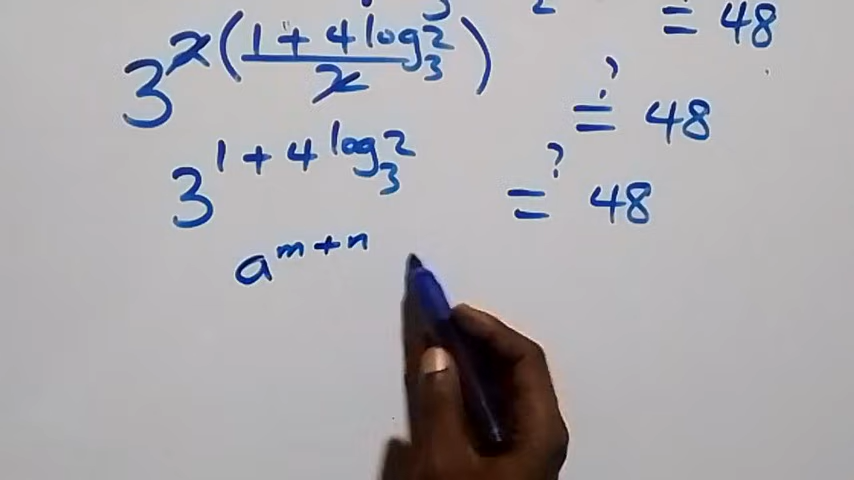 = 48
3^x((1 + 4 log_3 2)/x) =? 48
3^(1 + 4 log_3 2) =? 48
a^(m + n)